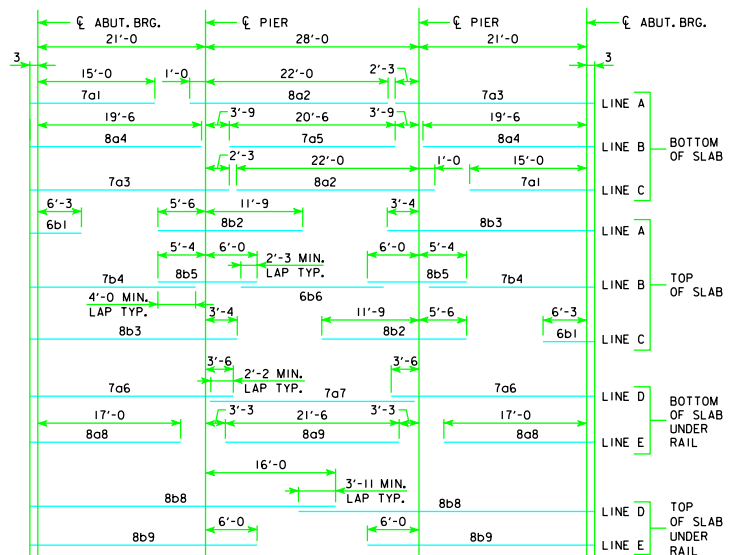 ℄ ABUT. BRG. ℄ PIER ℄ PIER ℄ ABUT. BRG.
21'-0 28'-0 21'-0
3 3
15'-0 1'-0 22'-0 2'-3
7a1 8a2 7a3 LINE A
19'-6 3'-9 20'-6 3'-9 19'-6
8a4 7a5 8a4 LINE B
BOTTOM
OF SLAB
2'-3 22'-0 1'-0 15'-0
7a3 8a2 7a1 LINE C
6'-3 5'-6 11'-9 3'-4
6b1 8b2 8b3 LINE A
5'-4 6'-0 2'-3 MIN. 6'-0 5'-4
LAP TYP.
7b4 8b5 8b5 7b4 LINE B
6b6
TOP
OF SLAB
4'-0 MIN.
LAP TYP.
3'-4 11'-9 5'-6 6'-3
8b3 8b2 6b1 LINE C
3'-6 3'-6
2'-2 MIN.
LAP TYP.
7a6 7a7 7a6 LINE D
17'-0 3'-3 21'-6 3'-3 17'-0
8a8 8a9 8a8 LINE E
BOTTOM
OF SLAB
UNDER
RAIL
16'-0
3'-11 MIN.
LAP TYP.
8b8 8b8 LINE D
6'-0 6'-0
8b9 8b9 LINE E
TOP
OF SLAB
UNDER
RAIL